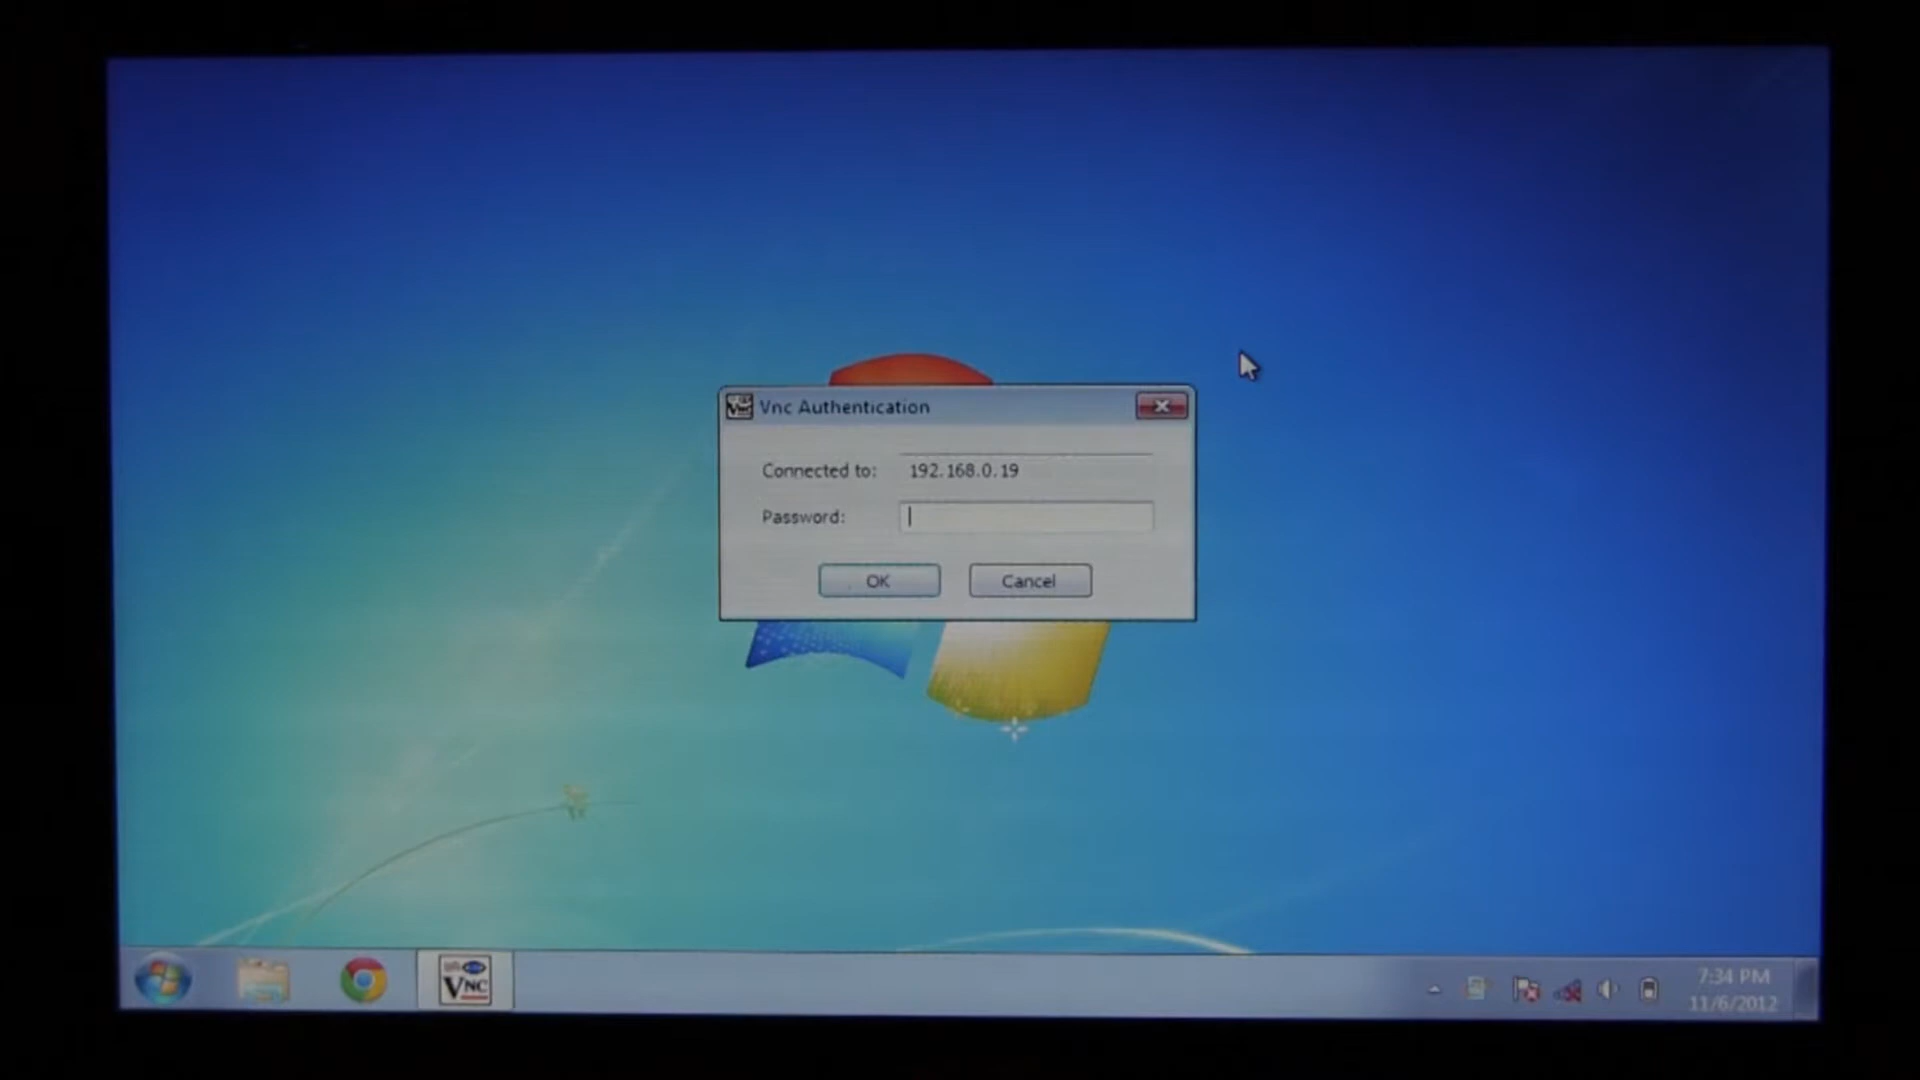 Vnc Authentication
Connected to: 192.168.0.19
Password:
OK Cancel
VNC
7:34 PM
11/6/2012